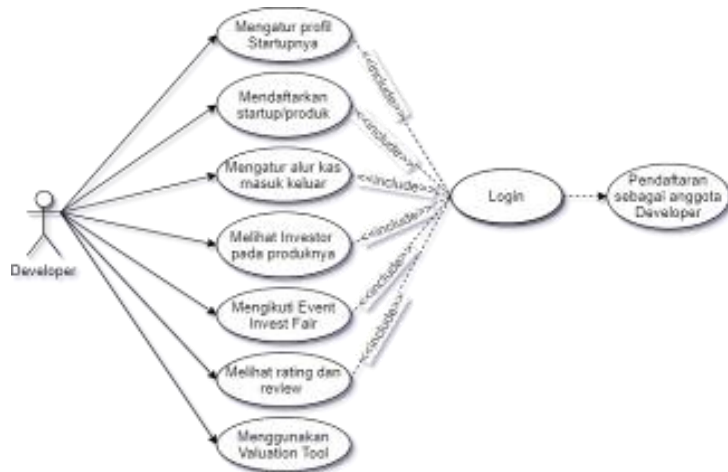 Mengatur profil
Startupnya
<<include>>
Mendaftarkan
startup/produk
<<include>>
Mengatur alur kas
masuk keluar
<<include>>
Login
Pendaftaran
sebagai anggota
Developer
Developer
Melihat Investor
pada produknya
<<include>>
Mengikuti Event
Invest Fair
<<include>>
Melihat rating dan
review
<<include>>
Menggunakan
Valuation Tool